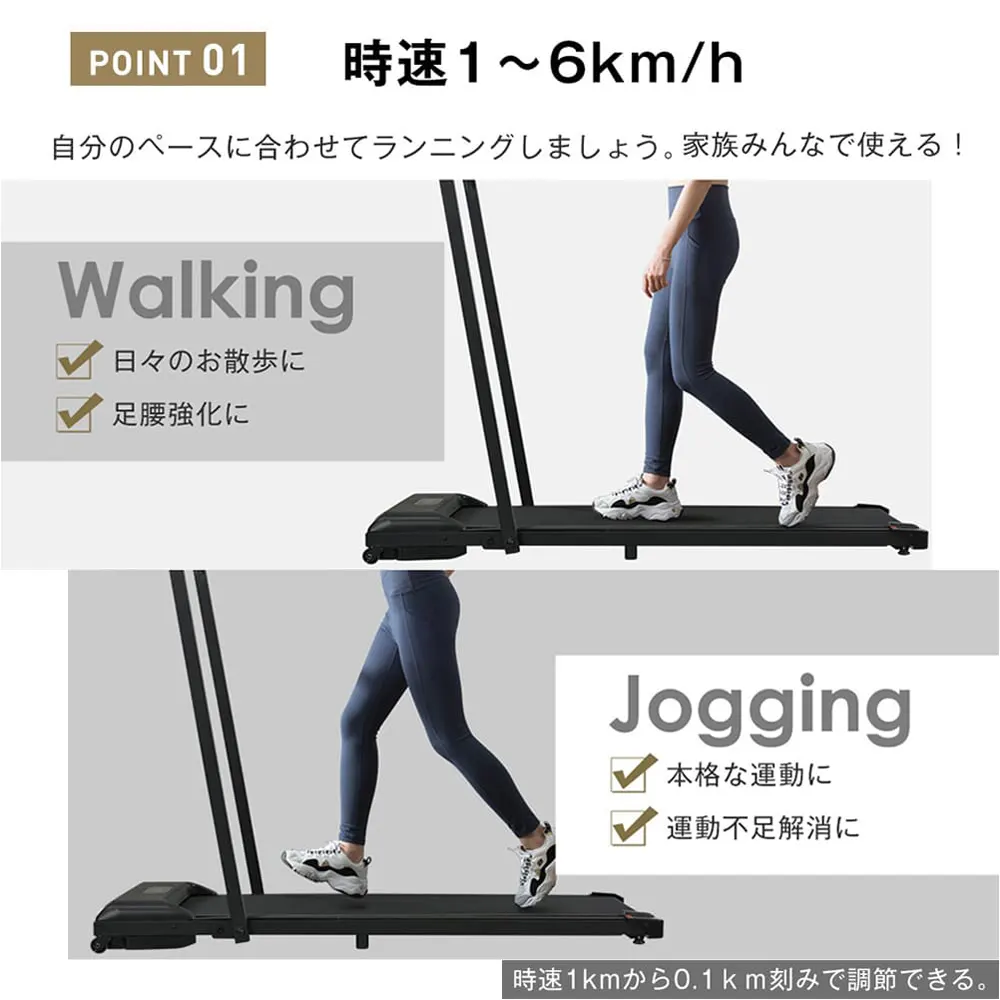 POINT 01
時速1～6km/h
自分のペースに合わせてランニングしましょう。家族みんなで使える！
Walking
日々のお散歩に
足腰強化に
Jogging
本格な運動に
運動不足解消に
時速1kmから0.1ｋｍ刻みで調節できる。